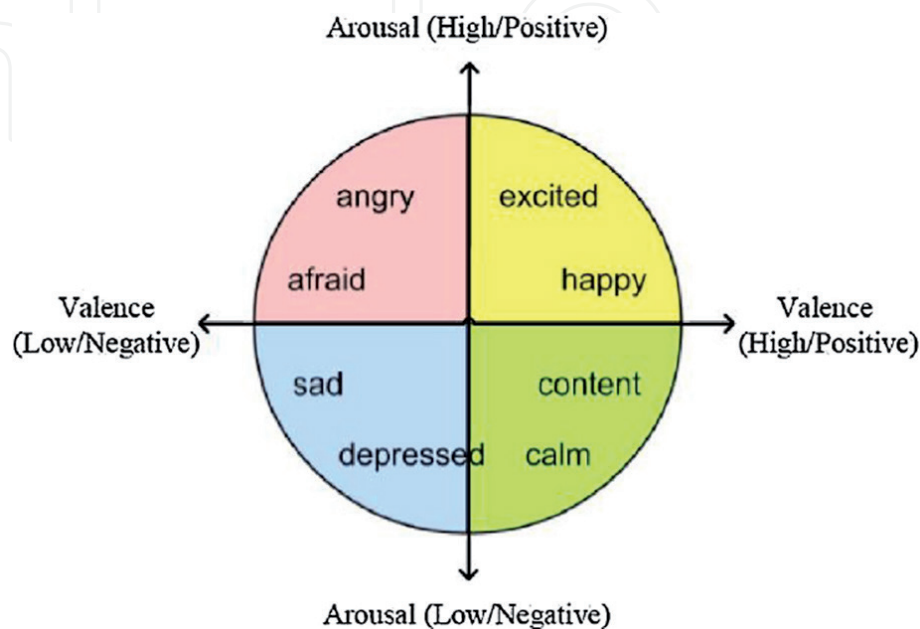 Arousal (High/Positive)
angry
excited
afraid
happy
Valence
(Low/Negative)
Valence
(High/Positive)
sad
content
depressed
calm
Arousal (Low/Negative)